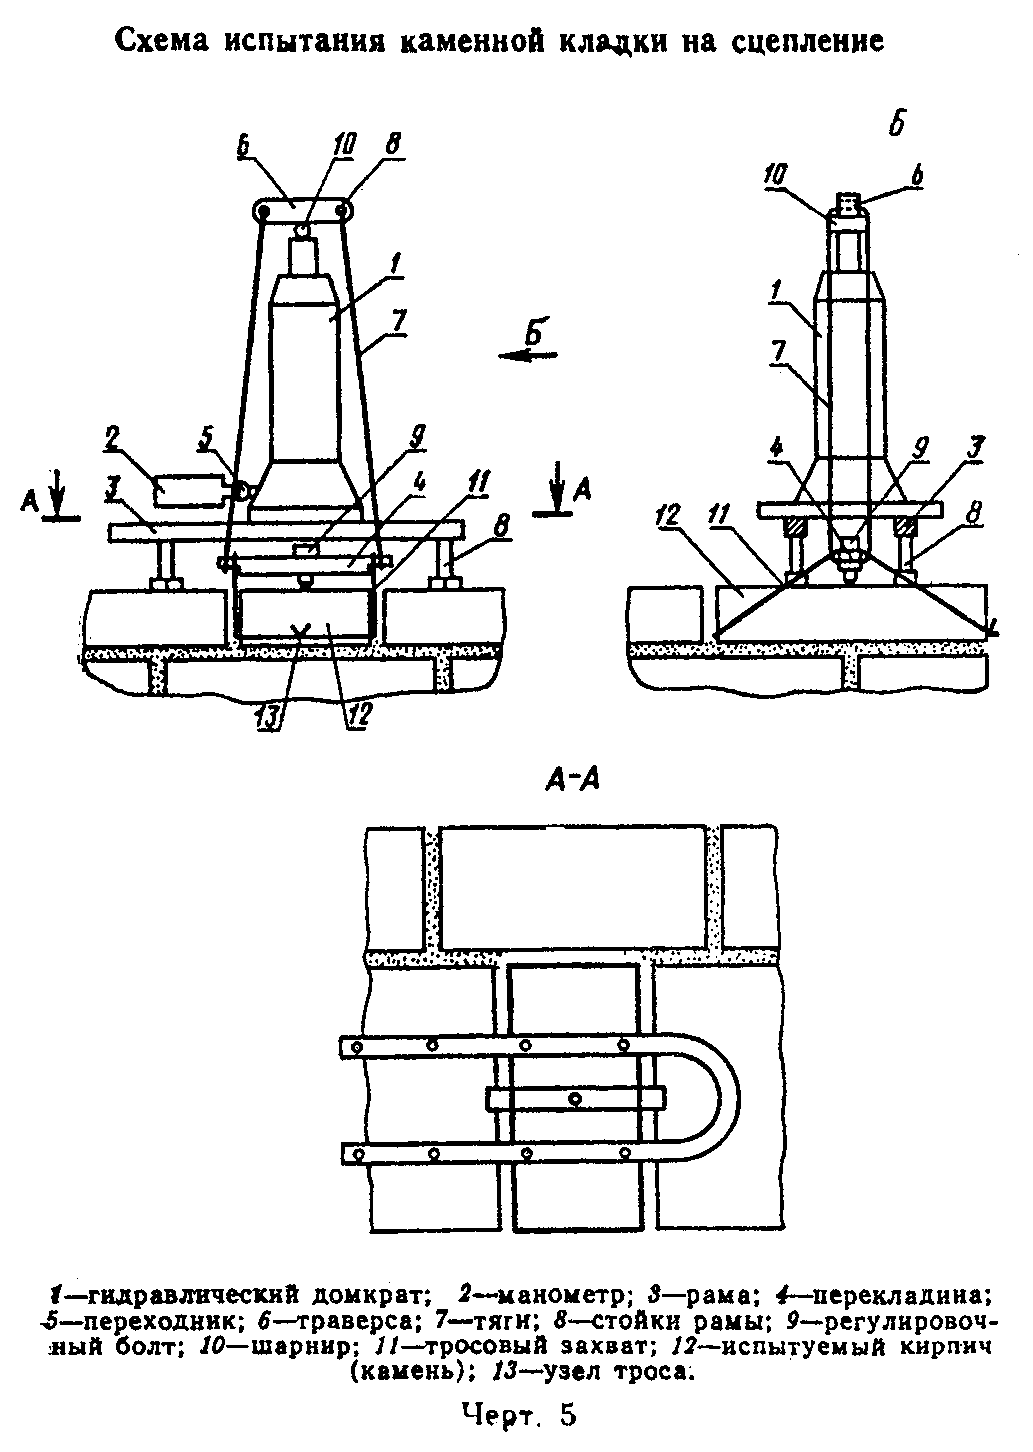 Схема испытания каменной кладки на сцепление
Б
6 10 8
10 6
1
7
Б
1
7
2 5 9
А 3 4 11 А
8
4 9 3
12 11 8
13 12
А-А
1—гидравлический домкрат; 2—манометр; 3—рама; 4—перекладина;
5—переходник; 6—траверса; 7—тяги; 8—стойки рамы; 9—регулировоч-
ный болт; 10—шарнир; 11—тросовый захват; 12—испытуемый кирпич
(камень); 13—узел троса.
Черт. 5